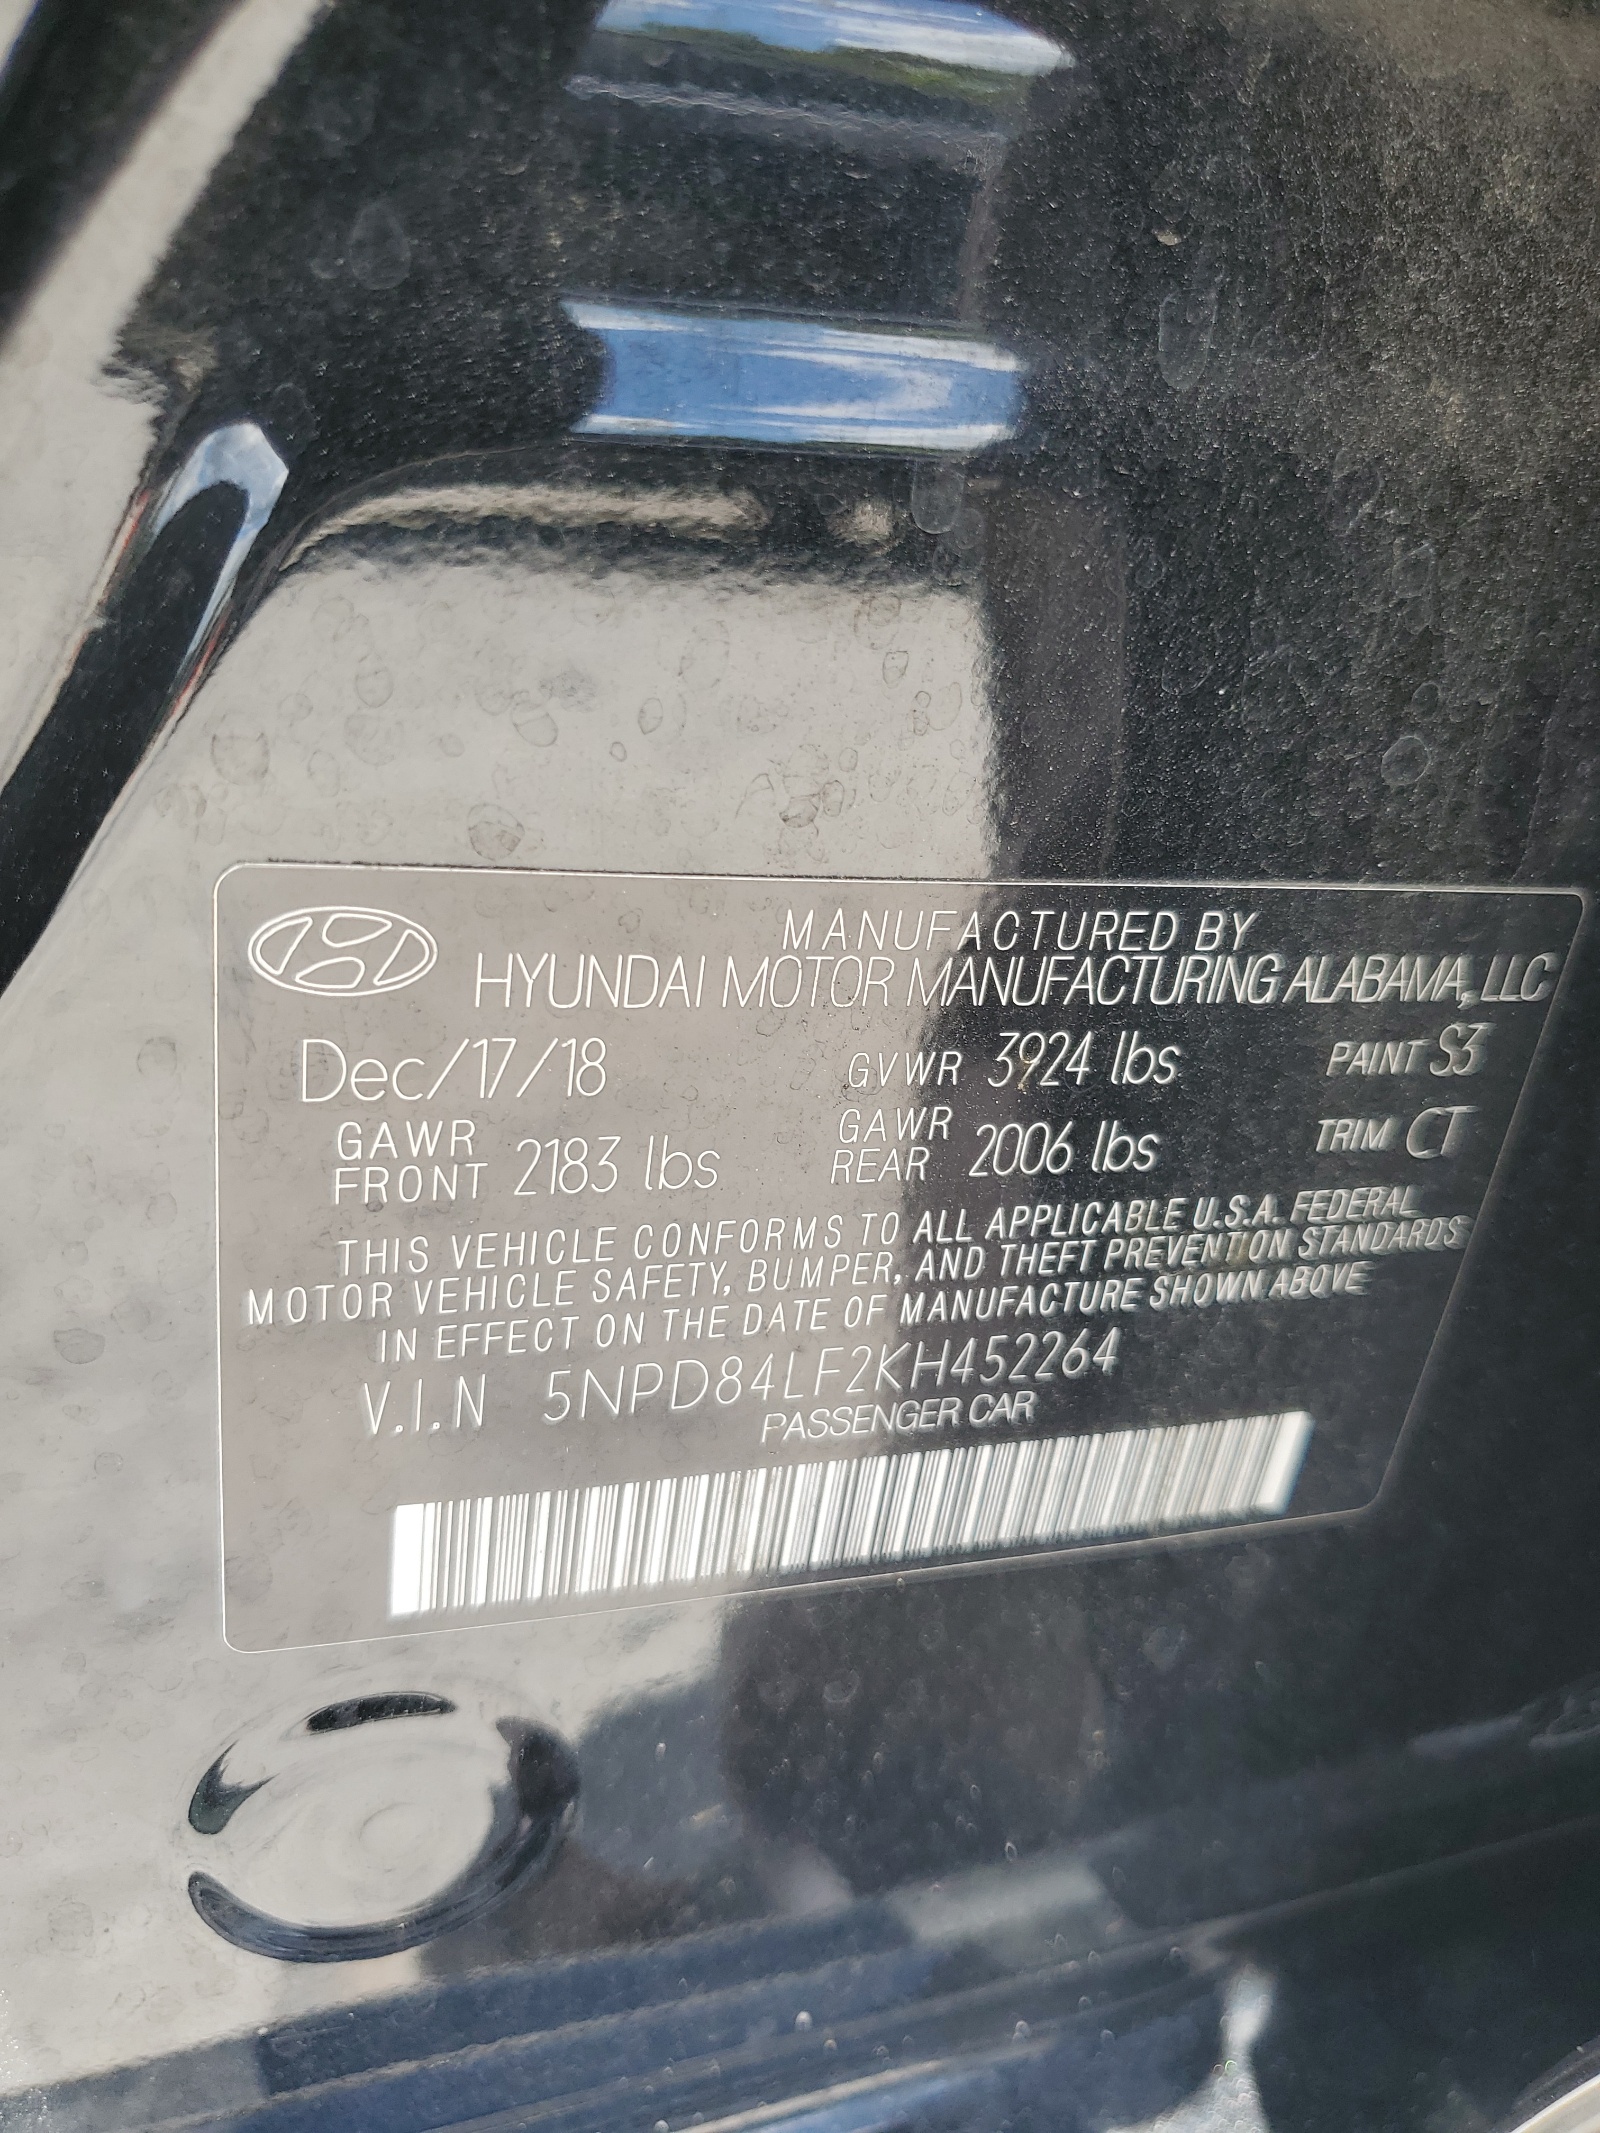 MANUFACTURED BY
HYUNDAI MOTOR MANUFACTURING ALABAMA, LLC
Dec/17/18 GVWR 3924 lbs PAINT S3
GAWR FRONT 2183 lbs GAWR REAR 2006 lbs TRIM CT
THIS VEHICLE CONFORMS TO ALL APPLICABLE U.S.A. FEDERAL
MOTOR VEHICLE SAFETY, BUMPER, AND THEFT PREVENTION STANDARDS
IN EFFECT ON THE DATE OF MANUFACTURE SHOWN ABOVE
V.I.N 5NPD84LF2KH452264
PASSENGER CAR